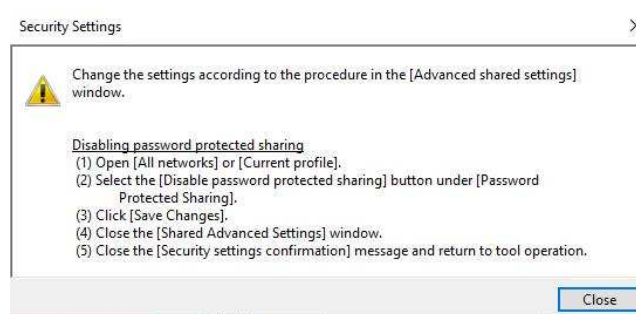 Security Settings
Change the settings according to the procedure in the [Advanced shared settings]
window.
Disabling password protected sharing
(1) Open [All networks] or [Current profile].
(2) Select the [Disable password protected sharing] button under [Password
Protected Sharing].
(3) Click [Save Changes].
(4) Close the [Shared Advanced Settings] window.
(5) Close the [Security settings confirmation] message and return to tool operation.
Close